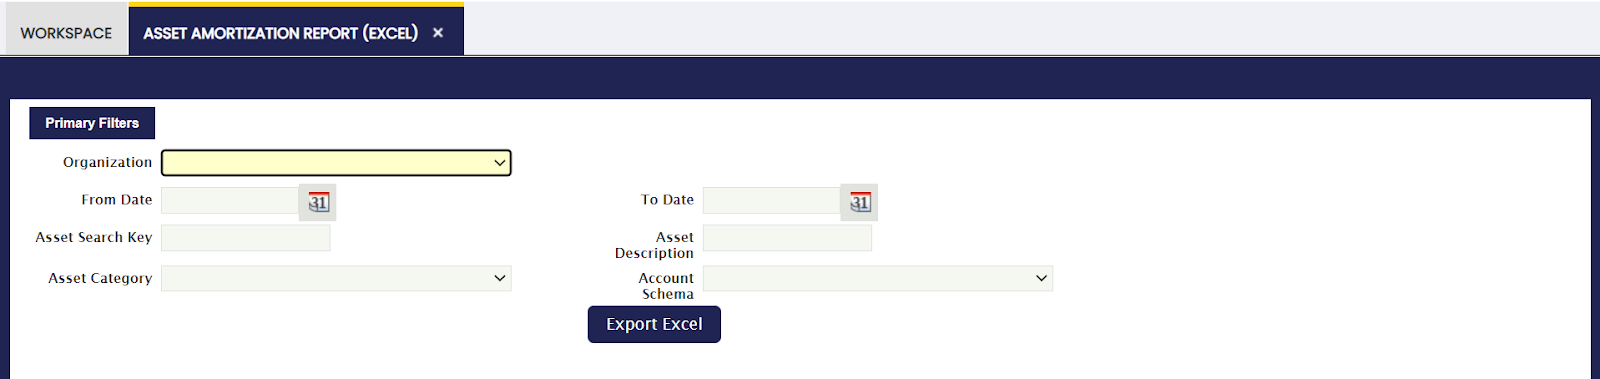 WORKSPACE
ASSET AMORTIZATION REPORT (EXCEL) ×
Primary Filters
Organization
From Date
31
To Date
31
Asset Search Key
Asset
Description
Asset Category
Account
Schema
Export Excel